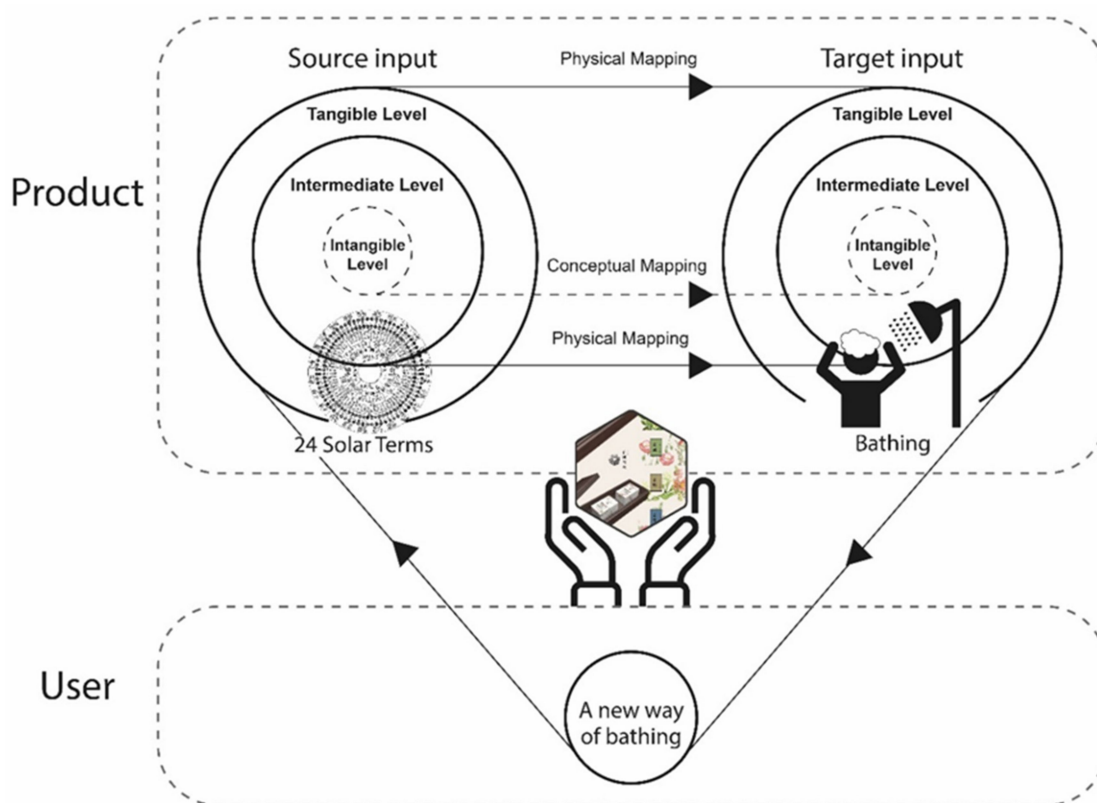 Source input
Physical Mapping
Target input
Tangible Level
Tangible Level
Intermediate Level
Intermediate Level
Product
Intangible
Level
Intangible
Level
Conceptual Mapping
Physical Mapping
24 Solar Terms
Bathing
User
A new way
of bathing